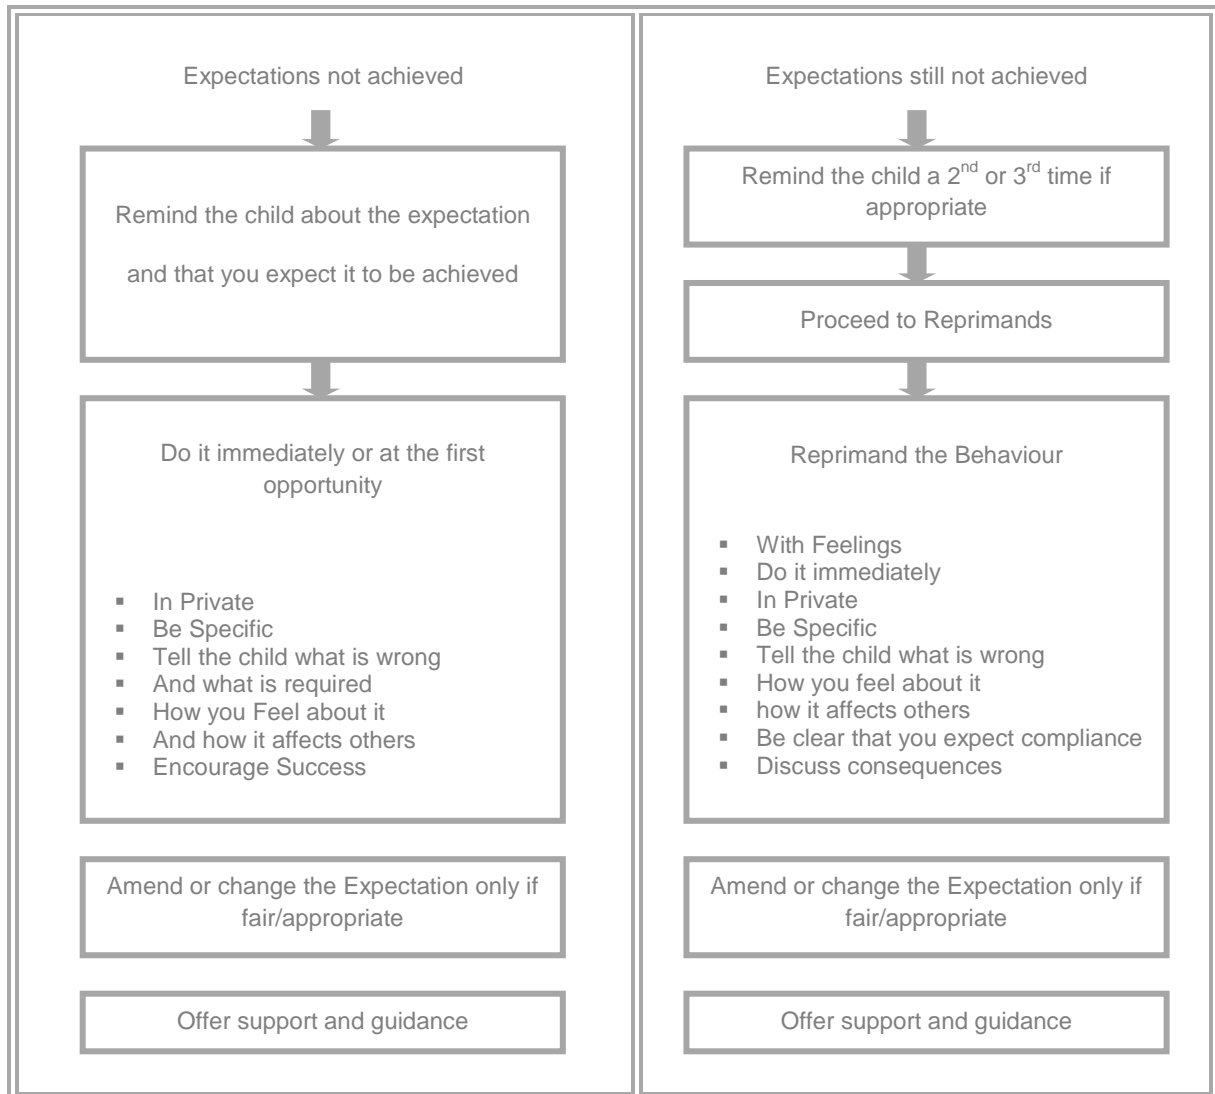 Expectations not achieved
Remind the child about the expectation
and that you expect it to be achieved
Do it immediately or at the first
opportunity
▪ In Private
▪ Be Specific
▪ Tell the child what is wrong
▪ And what is required
▪ How you Feel about it
▪ And how it affects others
▪ Encourage Success
Amend or change the Expectation only if
fair/appropriate
Offer support and guidance
Expectations still not achieved
Remind the child a 2nd or 3rd time if
appropriate
Proceed to Reprimands
Reprimand the Behaviour
▪ With Feelings
▪ Do it immediately
▪ In Private
▪ Be Specific
▪ Tell the child what is wrong
▪ How you feel about it
▪ how it affects others
▪ Be clear that you expect compliance
▪ Discuss consequences
Amend or change the Expectation only if
fair/appropriate
Offer support and guidance